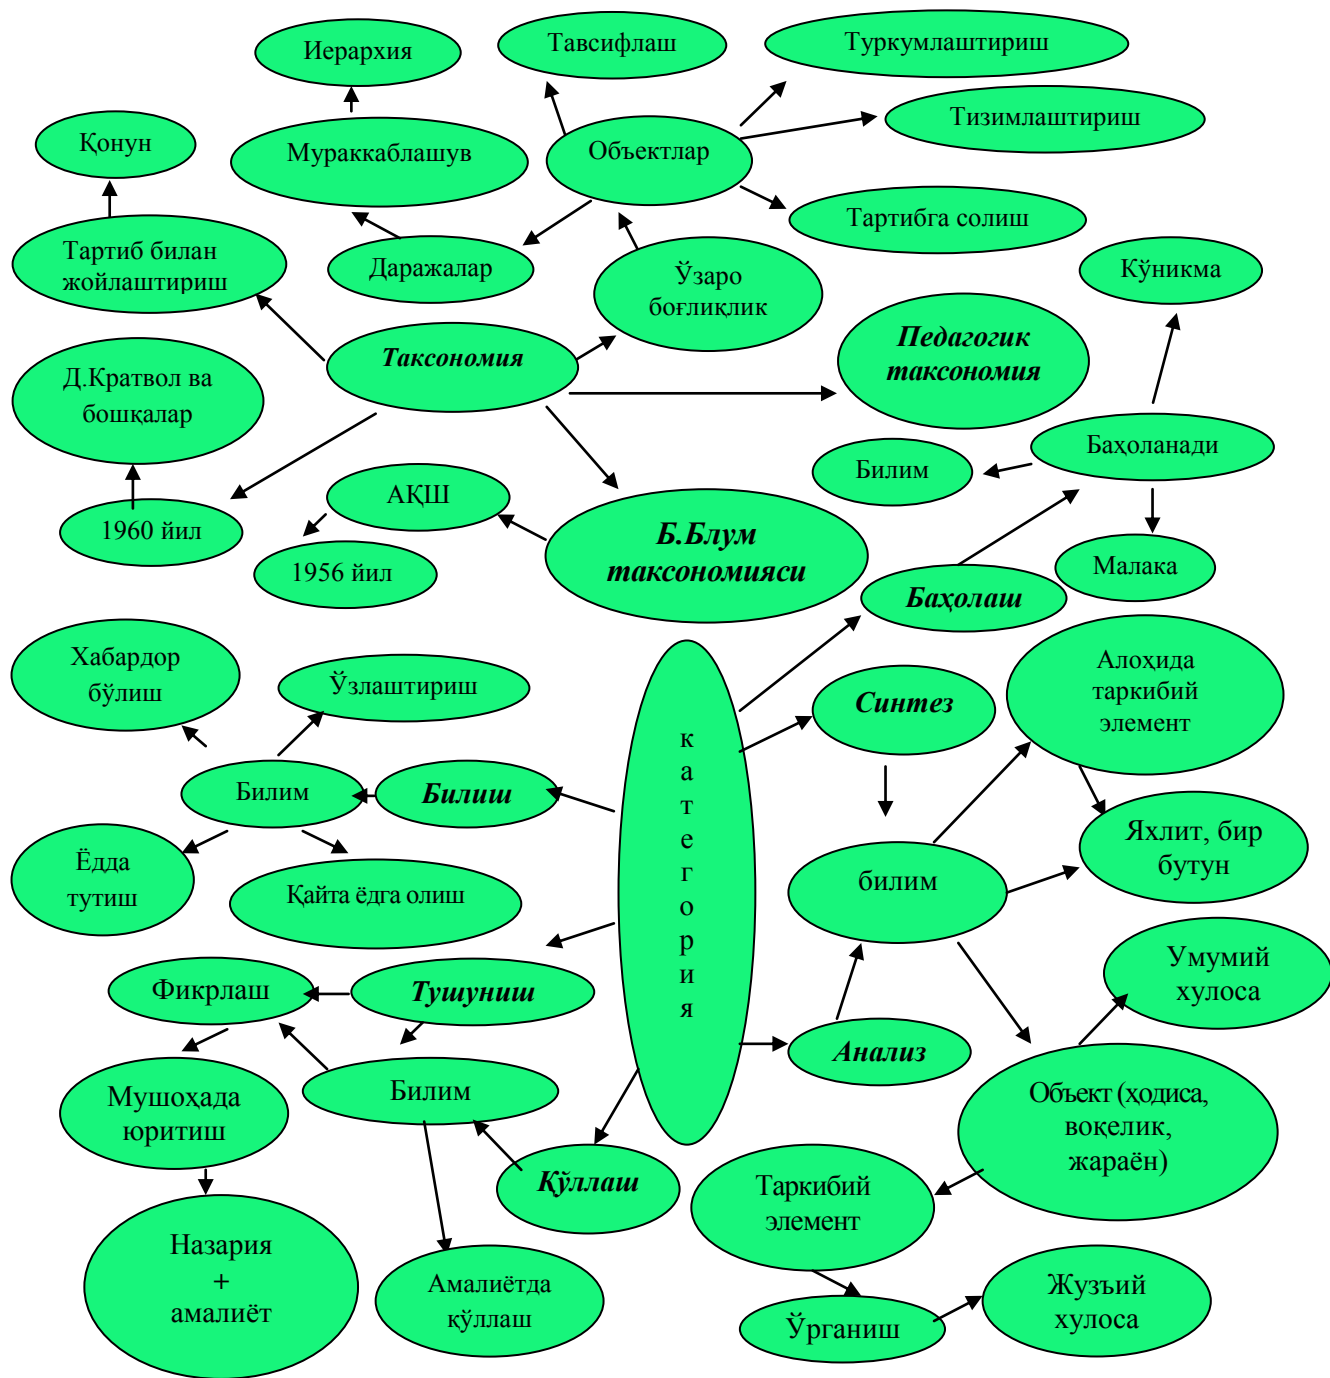 Иерархия
Тавсифлаш
Туркумлаштириш
Тизимлаштириш
Қонун
Мураккаблашув
Объектлар
Тартибга солиш
Тартиб билан
жойлаштириш
Даражалар
Ўзаро
боғлиқлик
Кўникма
Таксономия
Педагогик
таксономия
Д.Кратвол ва
бошқалар
Баҳоланади
Билим
1960 йил
АҚШ
1956 йил
Б.Блум
таксономияси
Малака
Баҳолаш
Хабардор
бўлиш
Ўзлаштириш
Синтез
Алоҳида
таркибий
элемент
к
а
т
е
г
о
р
и
я
Билим
Билиш
Яхлит, бир
бутун
Ёдда
тутиш
Қайта ёдга олиш
билим
Умумий
хулоса
Фикрлаш
Тушуниш
Анализ
Мушоҳада
юритиш
Билим
Объект (ҳодиса,
воқелик,
жараён)
Қўллаш
Таркибий
элемент
Назария
+
амалиёт
Амалиётда
қўллаш
Ўрганиш
Жузъий
хулоса